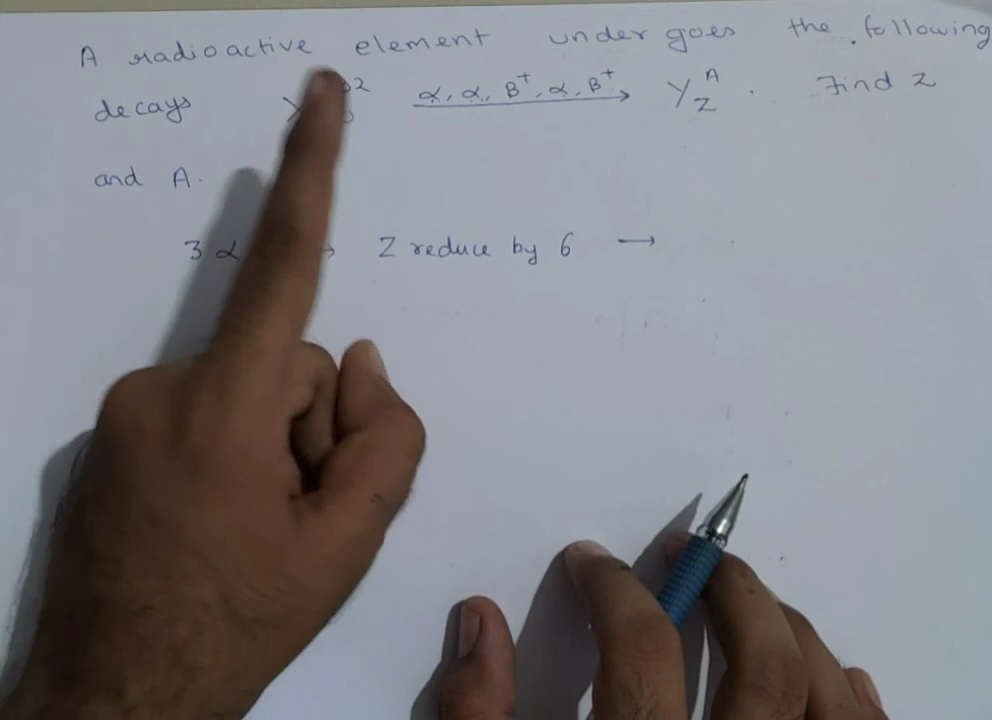 A radioactive element under goes the following
decays α, α, B⁺, α, B⁺ Y_Z^A . Find Z
and A.
3 α → Z reduce by 6 →